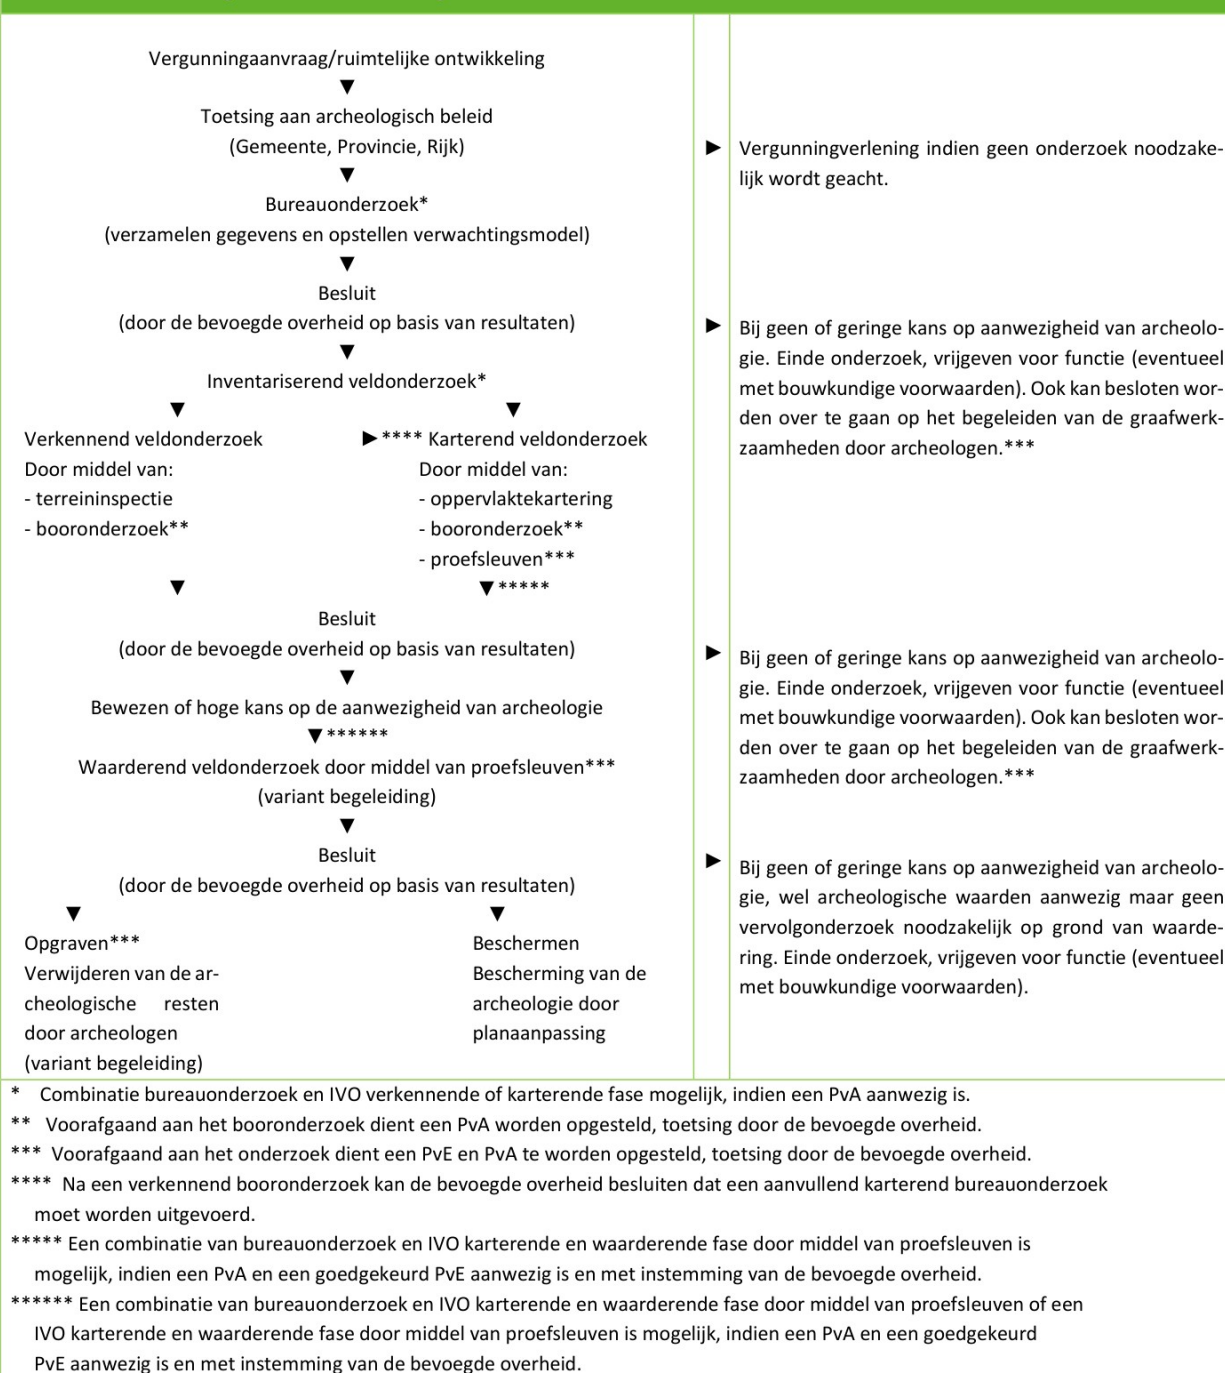 Vergunningaanvraag/ruimtelijke ontwikkeling
▼
Toetsing aan archeologisch beleid
(Gemeente, Provincie, Rijk)
▼
Bureauonderzoek*
(verzamelen gegevens en opstellen verwachtingsmodel)
▼
Besluit
(door de bevoegde overheid op basis van resultaten)
▼
Inventariserend veldonderzoek*
▼ ▼
Verkennend veldonderzoek
Door middel van:
- terreininspectie
- booronderzoek**
▼
►**** Karterend veldonderzoek
Door middel van:
- oppervlaktekartering
- booronderzoek**
- proefsleuven***
▼*****
Besluit
(door de bevoegde overheid op basis van resultaten)
▼
Bewezen of hoge kans op de aanwezigheid van archeologie
▼******
Waarderend veldonderzoek door middel van proefsleuven***
(variant begeleiding)
▼
Besluit
(door de bevoegde overheid op basis van resultaten)
▼ ▼
Opgraven***
Verwijderen van de ar-
cheologische resten
door archeologen
(variant begeleiding)
Beschermen
Bescherming van de
archeologie door
planaanpassing
► Vergunningverlening indien geen onderzoek noodzake-
lijk wordt geacht.
► Bij geen of geringe kans op aanwezigheid van archeolo-
gie. Einde onderzoek, vrijgeven voor functie (eventueel
met bouwkundige voorwaarden). Ook kan besloten wor-
den over te gaan op het begeleiden van de graafwerk-
zaamheden door archeologen.***
► Bij geen of geringe kans op aanwezigheid van archeolo-
gie. Einde onderzoek, vrijgeven voor functie (eventueel
met bouwkundige voorwaarden). Ook kan besloten wor-
den over te gaan op het begeleiden van de graafwerk-
zaamheden door archeologen.***
► Bij geen of geringe kans op aanwezigheid van archeolo-
gie, wel archeologische waarden aanwezig maar geen
vervolgonderzoek noodzakelijk op grond van waarde-
ring. Einde onderzoek, vrijgeven voor functie (eventueel
met bouwkundige voorwaarden).
* Combinatie bureauonderzoek en IVO verkennende of karterende fase mogelijk, indien een PvA aanwezig is.
** Voorafgaand aan het booronderzoek dient een PvA worden opgesteld, toetsing door de bevoegde overheid.
*** Voorafgaand aan het onderzoek dient een PvE en PvA te worden opgesteld, toetsing door de bevoegde overheid.
**** Na een verkennend booronderzoek kan de bevoegde overheid besluiten dat een aanvullend karterend bureauonderzoek
moet worden uitgevoerd.
***** Een combinatie van bureauonderzoek en IVO karterende en waarderende fase door middel van proefsleuven is
mogelijk, indien een PvA en een goedgekeurd PvE aanwezig is en met instemming van de bevoegde overheid.
****** Een combinatie van bureauonderzoek en IVO karterende en waarderende fase door middel van proefsleuven of een
IVO karterende en waarderende fase door middel van proefsleuven is mogelijk, indien een PvA en een goedgekeurd
PvE aanwezig is en met instemming van de bevoegde overheid.